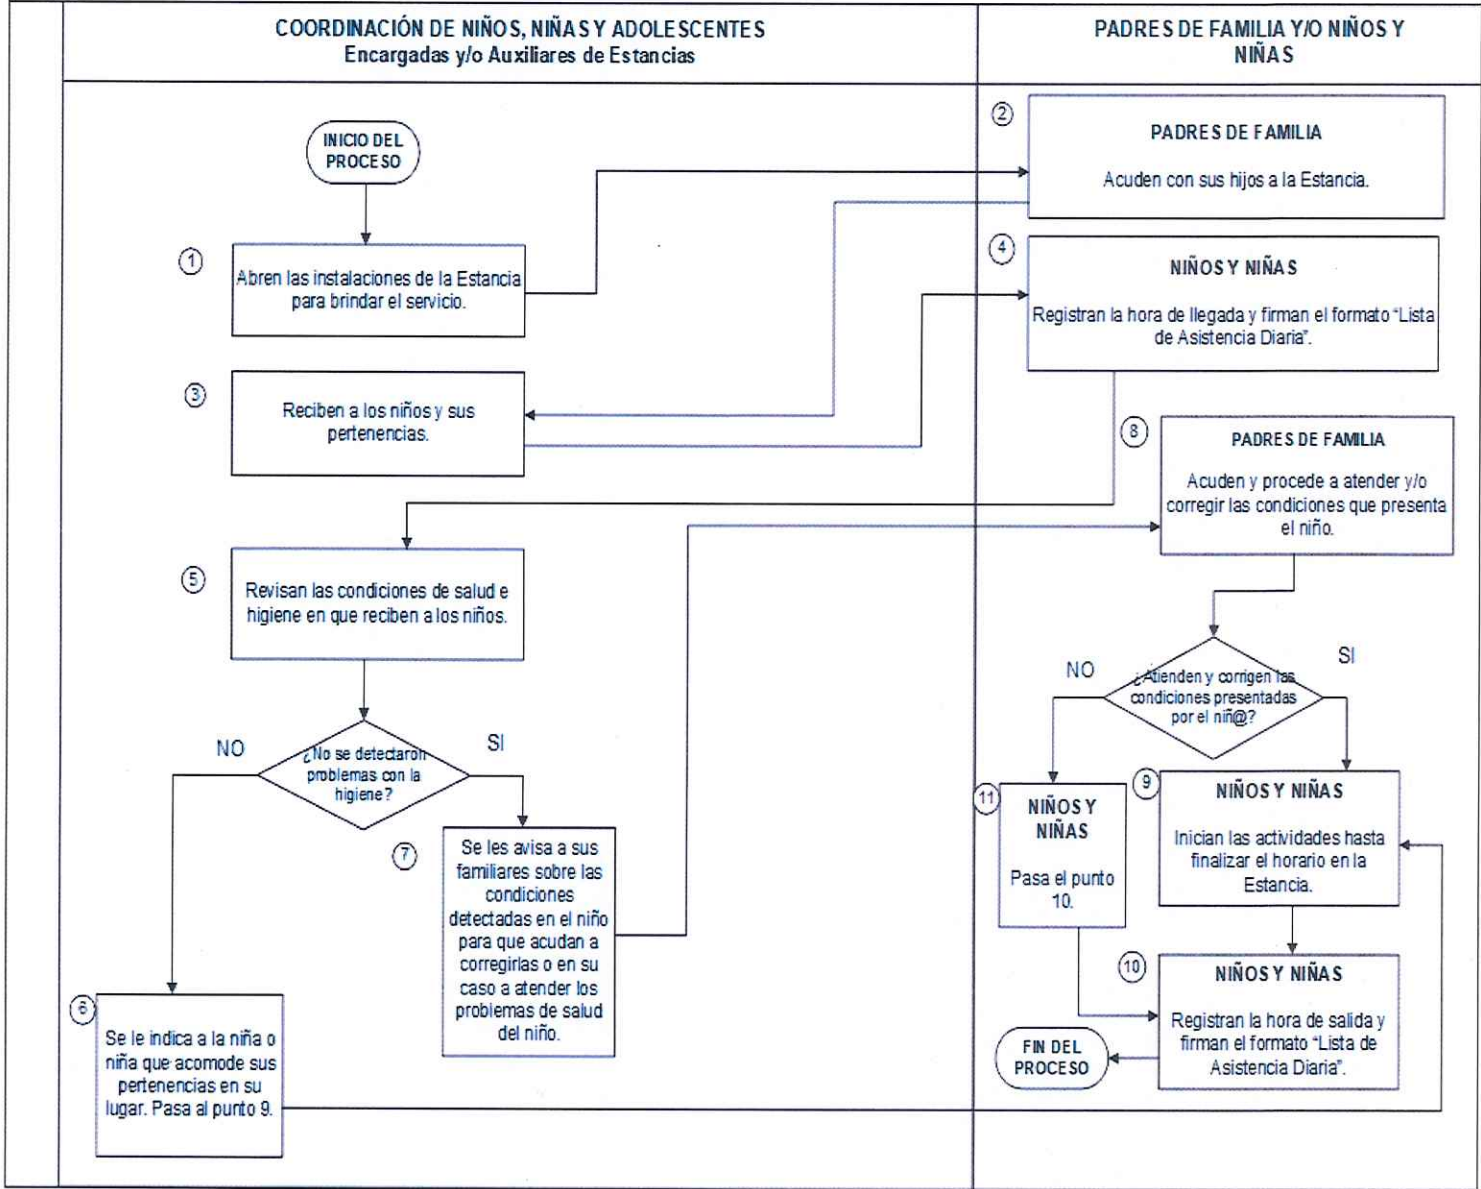 COORDINACIÓN DE NIÑOS, NIÑAS Y ADOLESCENTES
Encargadas y/o Auxiliares de Estancias
PADRES DE FAMILIA Y/O NIÑOS Y
NIÑAS
INICIO DEL
PROCESO
1
Abren las instalaciones de la Estancia
para brindar el servicio.
2
PADRES DE FAMILIA
Acuden con sus hijos a la Estancia.
3
Reciben a los niños y sus
pertenencias.
4
NIÑOS Y NIÑAS
Registran la hora de llegada y firman el formato “Lista
de Asistencia Diaria”.
5
Revisan las condiciones de salud e
higiene en que reciben a los niños.
¿No se detectaron
problemas con la
higiene?
NO
SI
6
Se le indica a la niña o
niña que acomode sus
pertenencias en su
lugar. Pasa al punto 9.
7
Se les avisa a sus
familiares sobre las
condiciones
detectadas en el niño
para que acudan a
corregirlas o en su
caso a atender los
problemas de salud
del niño.
8
PADRES DE FAMILIA
Acuden y procede a atender y/o
corregir las condiciones que presenta
el niño.
¿Atienden y corrigen las
condiciones presentadas
por el niñ@?
NO
SI
9
NIÑOS Y NIÑAS
Inician las actividades hasta
finalizar el horario en la
Estancia.
11
NIÑOS Y
NIÑAS
Pasa el punto
10.
10
NIÑOS Y NIÑAS
Registran la hora de salida y
firman el formato “Lista de
Asistencia Diaria”.
FIN DEL
PROCESO